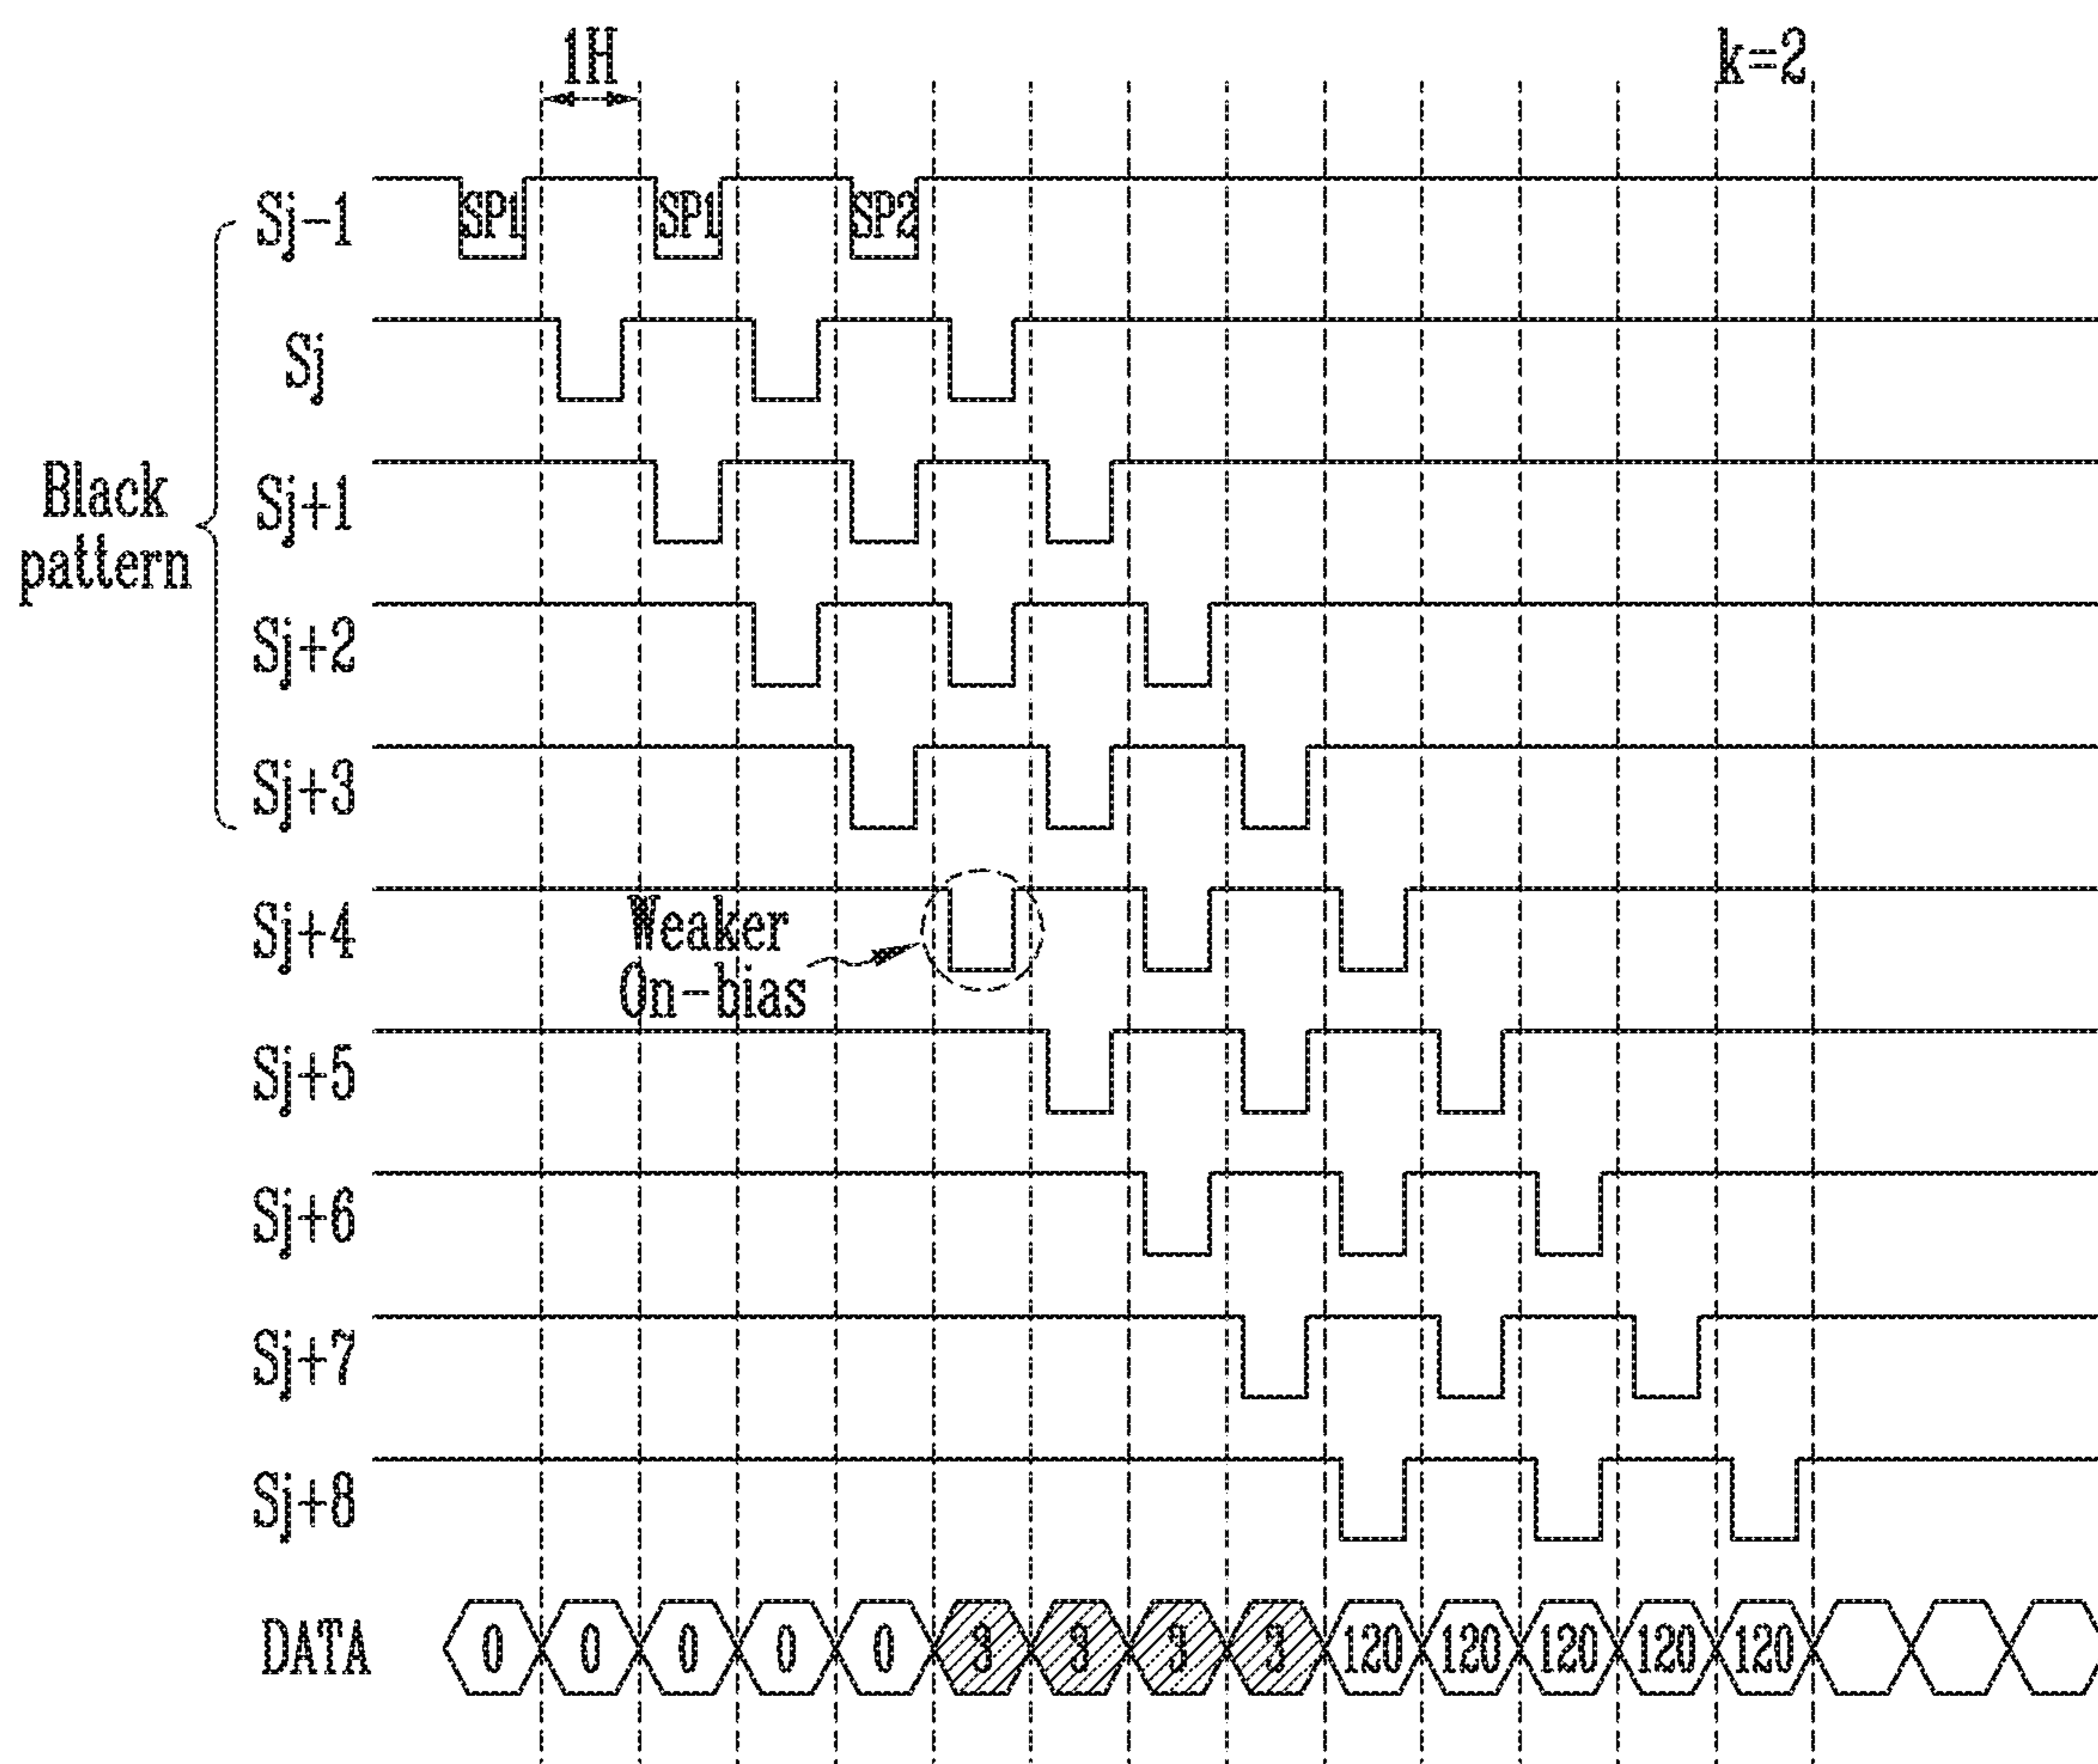 1H
k=2
Sj-1
SP1
SP1
SP2
Sj
Sj+1
Black
pattern
Sj+2
Sj+3
Sj+4
Weaker
On-bias
Sj+5
Sj+6
Sj+7
Sj+8
DATA
0 0 0 0 0 3 3 3 3 120 120 120 120 120